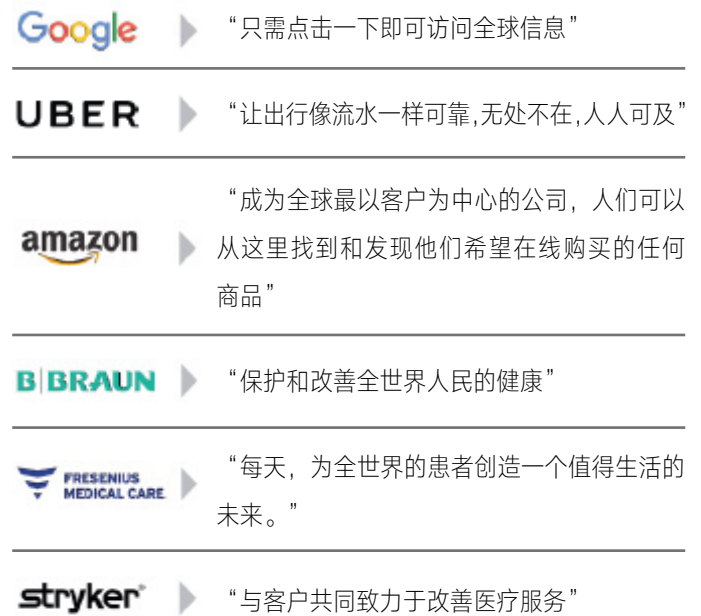 Google
“只需点击一下即可访问全球信息”
UBER
“让出行像流水一样可靠,无处不在,人人可及”
amazon
“成为全球最以客户为中心的公司，人们可以
从这里找到和发现他们希望在线购买的任何
商品”
B|BRAUN
“保护和改善全世界人民的健康”
FRESENIUS
MEDICAL CARE
“每天，为全世界的患者创造一个值得生活的
未来。”
stryker
“与客户共同致力于改善医疗服务”